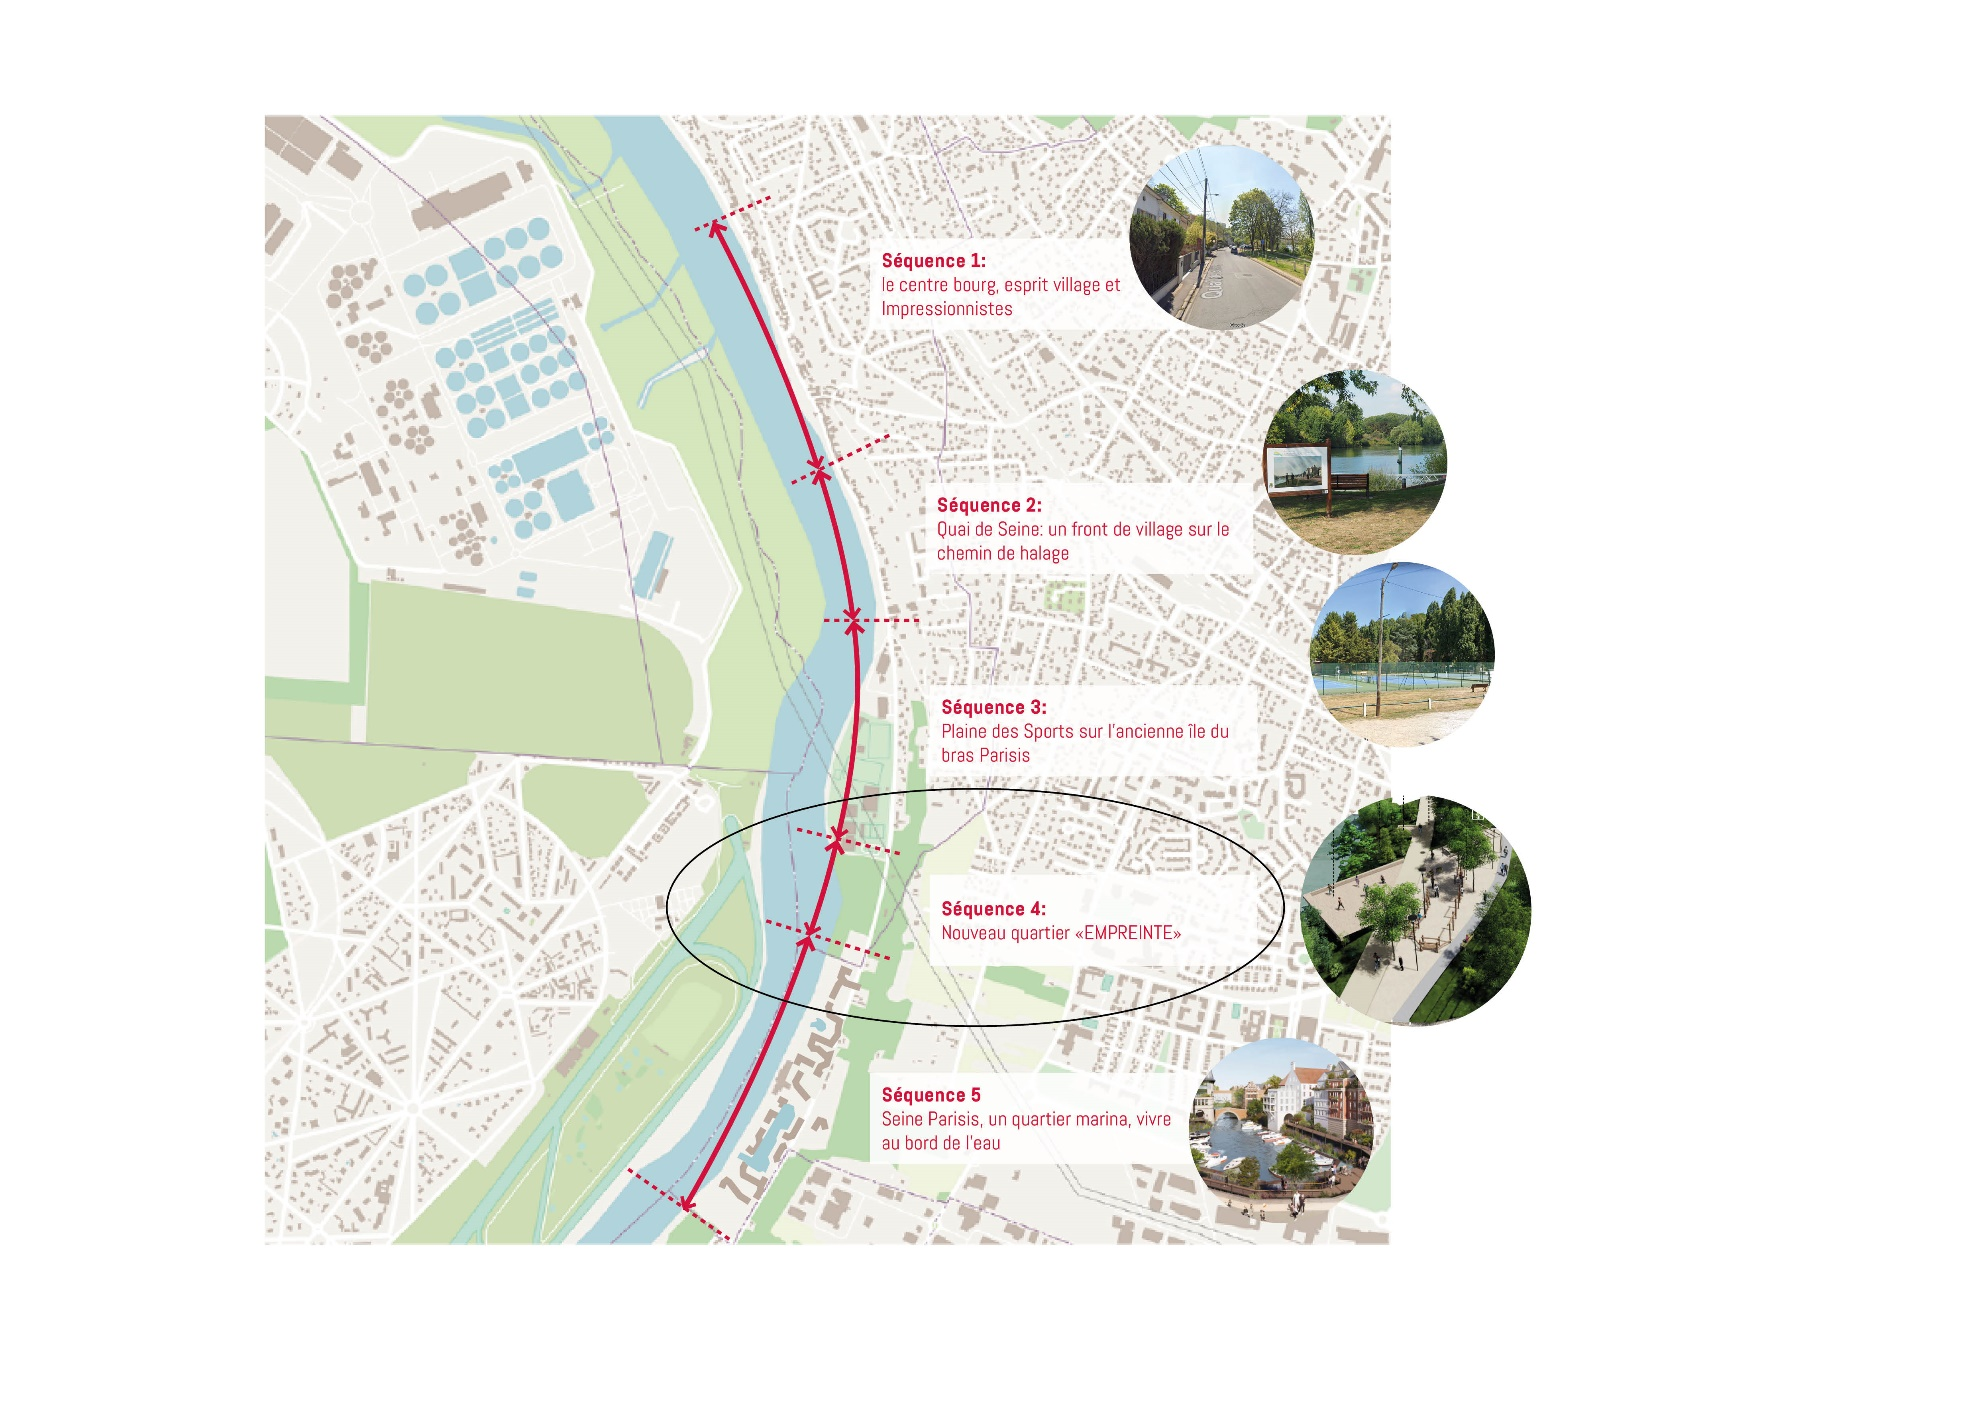 Séquence 1:
le centre bourg, esprit village et
Impressionnistes
Séquence 2:
Quai de Seine: un front de village sur le
chemin de halage
Séquence 3:
Plaine des Sports sur l'ancienne île du
bras Parisis
Séquence 4:
Nouveau quartier «EMPREINTE»
Séquence 5
Seine Parisis, un quartier marina, vivre
au bord de l'eau